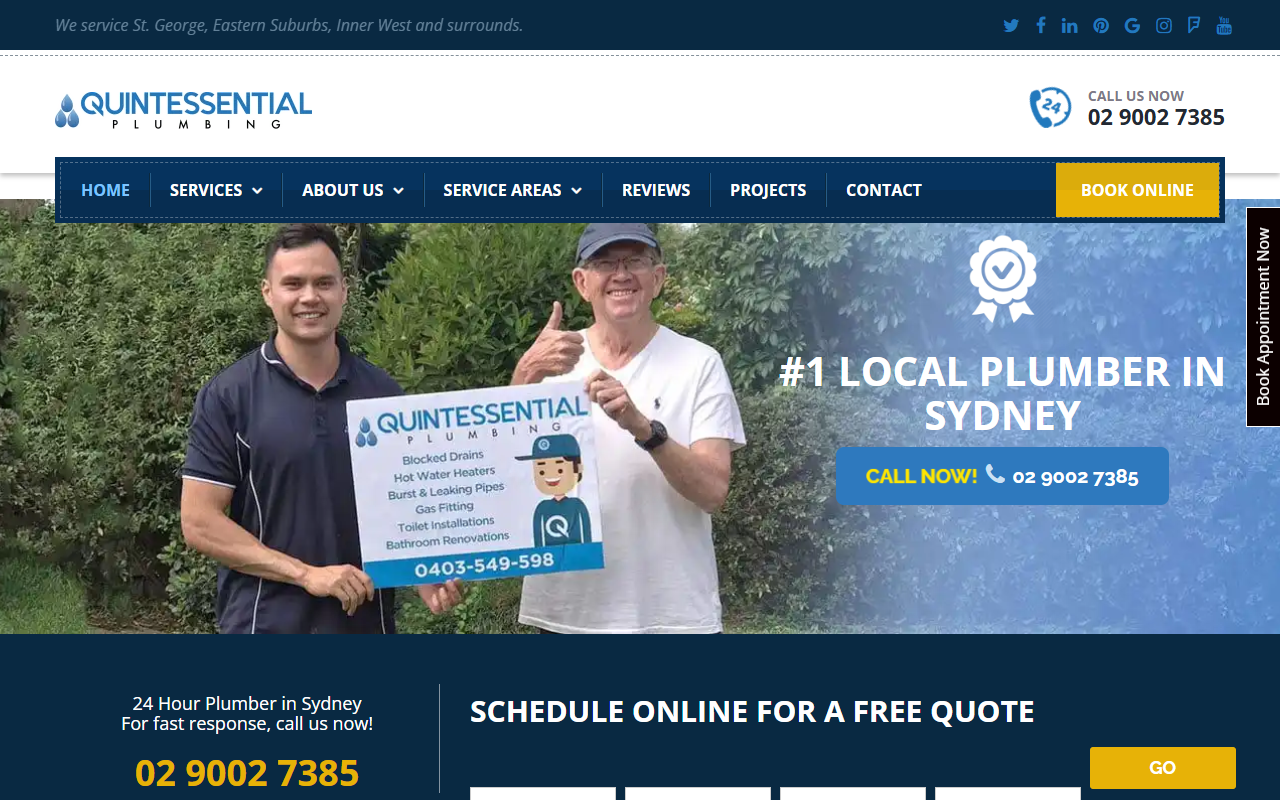 We service St. George, Eastern Suburbs, Inner West and surrounds.
You
Tube
QUINTESSENTIAL
PLUMBING
24
CALL US NOW
02 9002 7385
HOME
SERVICES
ABOUT US
SERVICE AREAS
REVIEWS
PROJECTS
CONTACT
BOOK ONLINE
Book Appointment Now
QUINTESSENTIAL
PLUMBING
Blocked Drains
Hot Water Heaters
Burst & Leaking Pipes
Gas Fitting
Toilet Installations
Bathroom Renovations
0403-549-598
#1 LOCAL PLUMBER IN
SYDNEY
CALL NOW! 02 9002 7385
24 Hour Plumber in Sydney
For fast response, call us now!
02 9002 7385
SCHEDULE ONLINE FOR A FREE QUOTE
GO